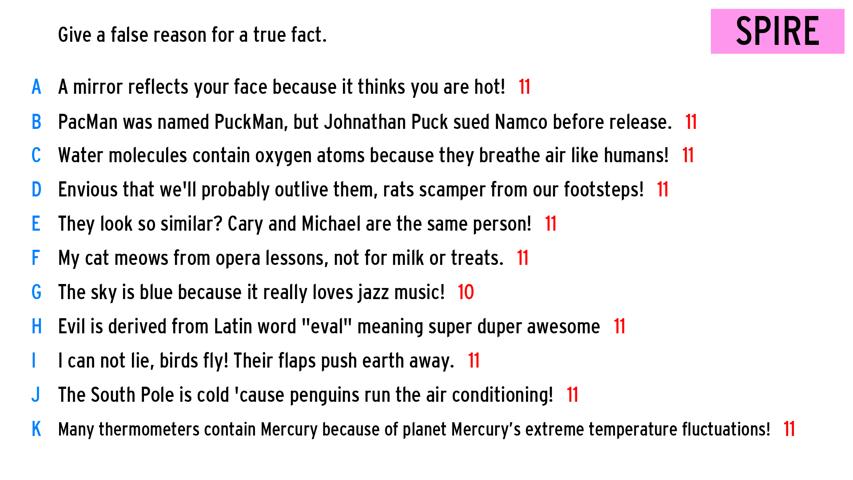 Give a false reason for a true fact.
SPIRE
A A mirror reflects your face because it thinks you are hot! 11
B PacMan was named PuckMan, but Johnathan Puck sued Namco before release. 11
C Water molecules contain oxygen atoms because they breathe air like humans! 11
D Envious that we'll probably outlive them, rats scamper from our footsteps! 11
E They look so similar? Cary and Michael are the same person! 11
F My cat meows from opera lessons, not for milk or treats. 11
G The sky is blue because it really loves jazz music! 10
H Evil is derived from Latin word "eval" meaning super duper awesome 11
I I can not lie, birds fly! Their flaps push earth away. 11
J The South Pole is cold 'cause penguins run the air conditioning! 11
K Many thermometers contain Mercury because of planet Mercury's extreme temperature fluctuations! 11